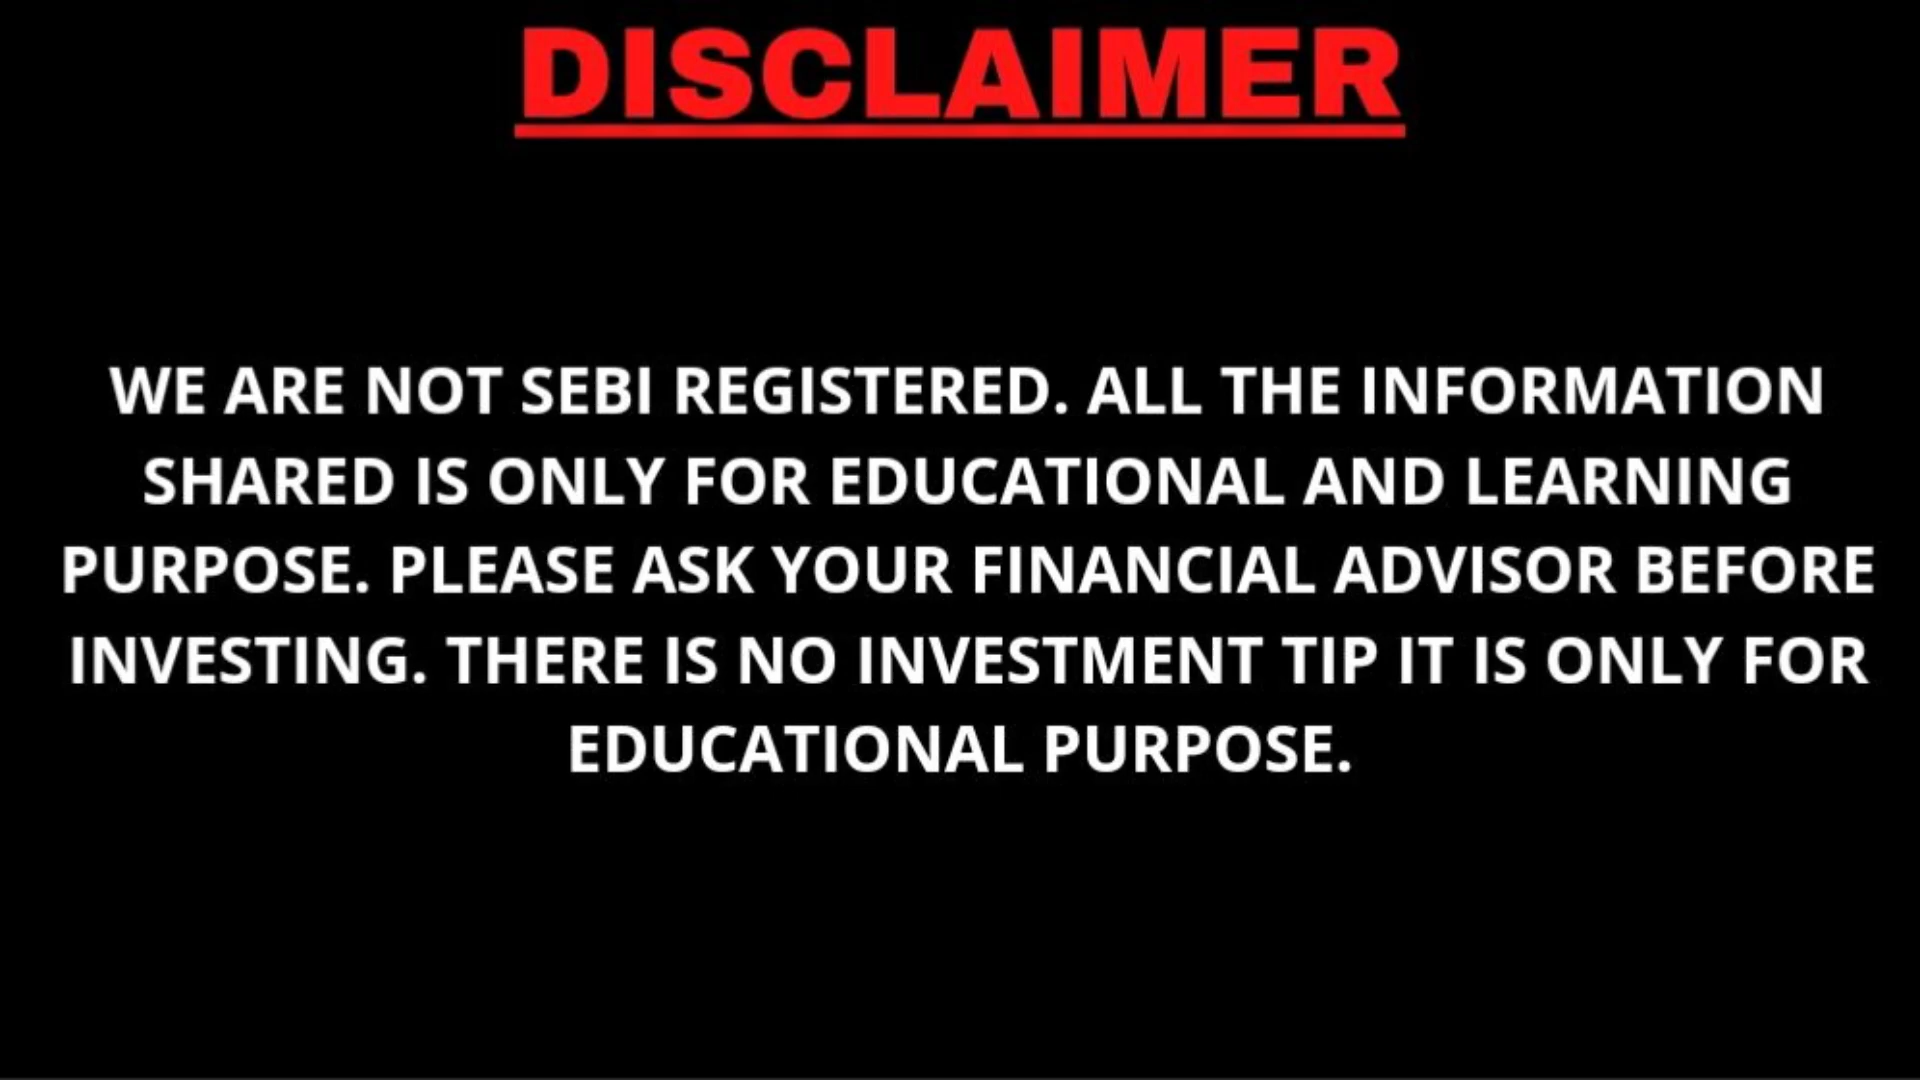 DISCLAIMER
WE ARE NOT SEBI REGISTERED. ALL THE INFORMATION
SHARED IS ONLY FOR EDUCATIONAL AND LEARNING
PURPOSE. PLEASE ASK YOUR FINANCIAL ADVISOR BEFORE
INVESTING. THERE IS NO INVESTMENT TIP IT IS ONLY FOR
EDUCATIONAL PURPOSE.